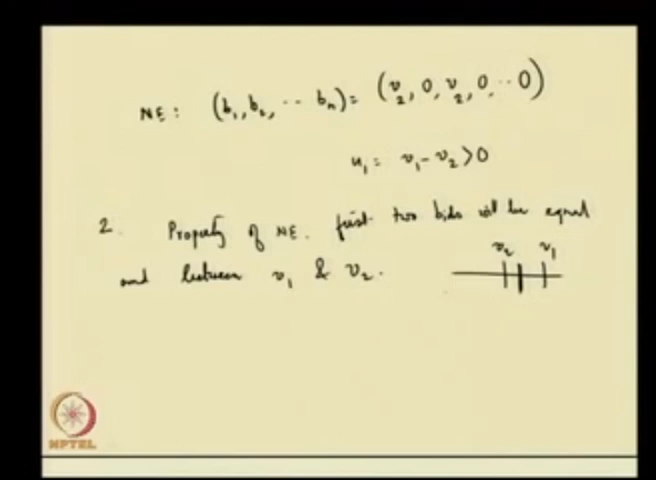 NE : (b₁, b₂, ·· bₙ) = (v₂, 0, v₂, 0, ··0)
u₁ = v₁ - v₂ > 0
2. Property of NE. first two bids will be equal
v₂ v₁
and between v₁ & v₂.
NPTEL